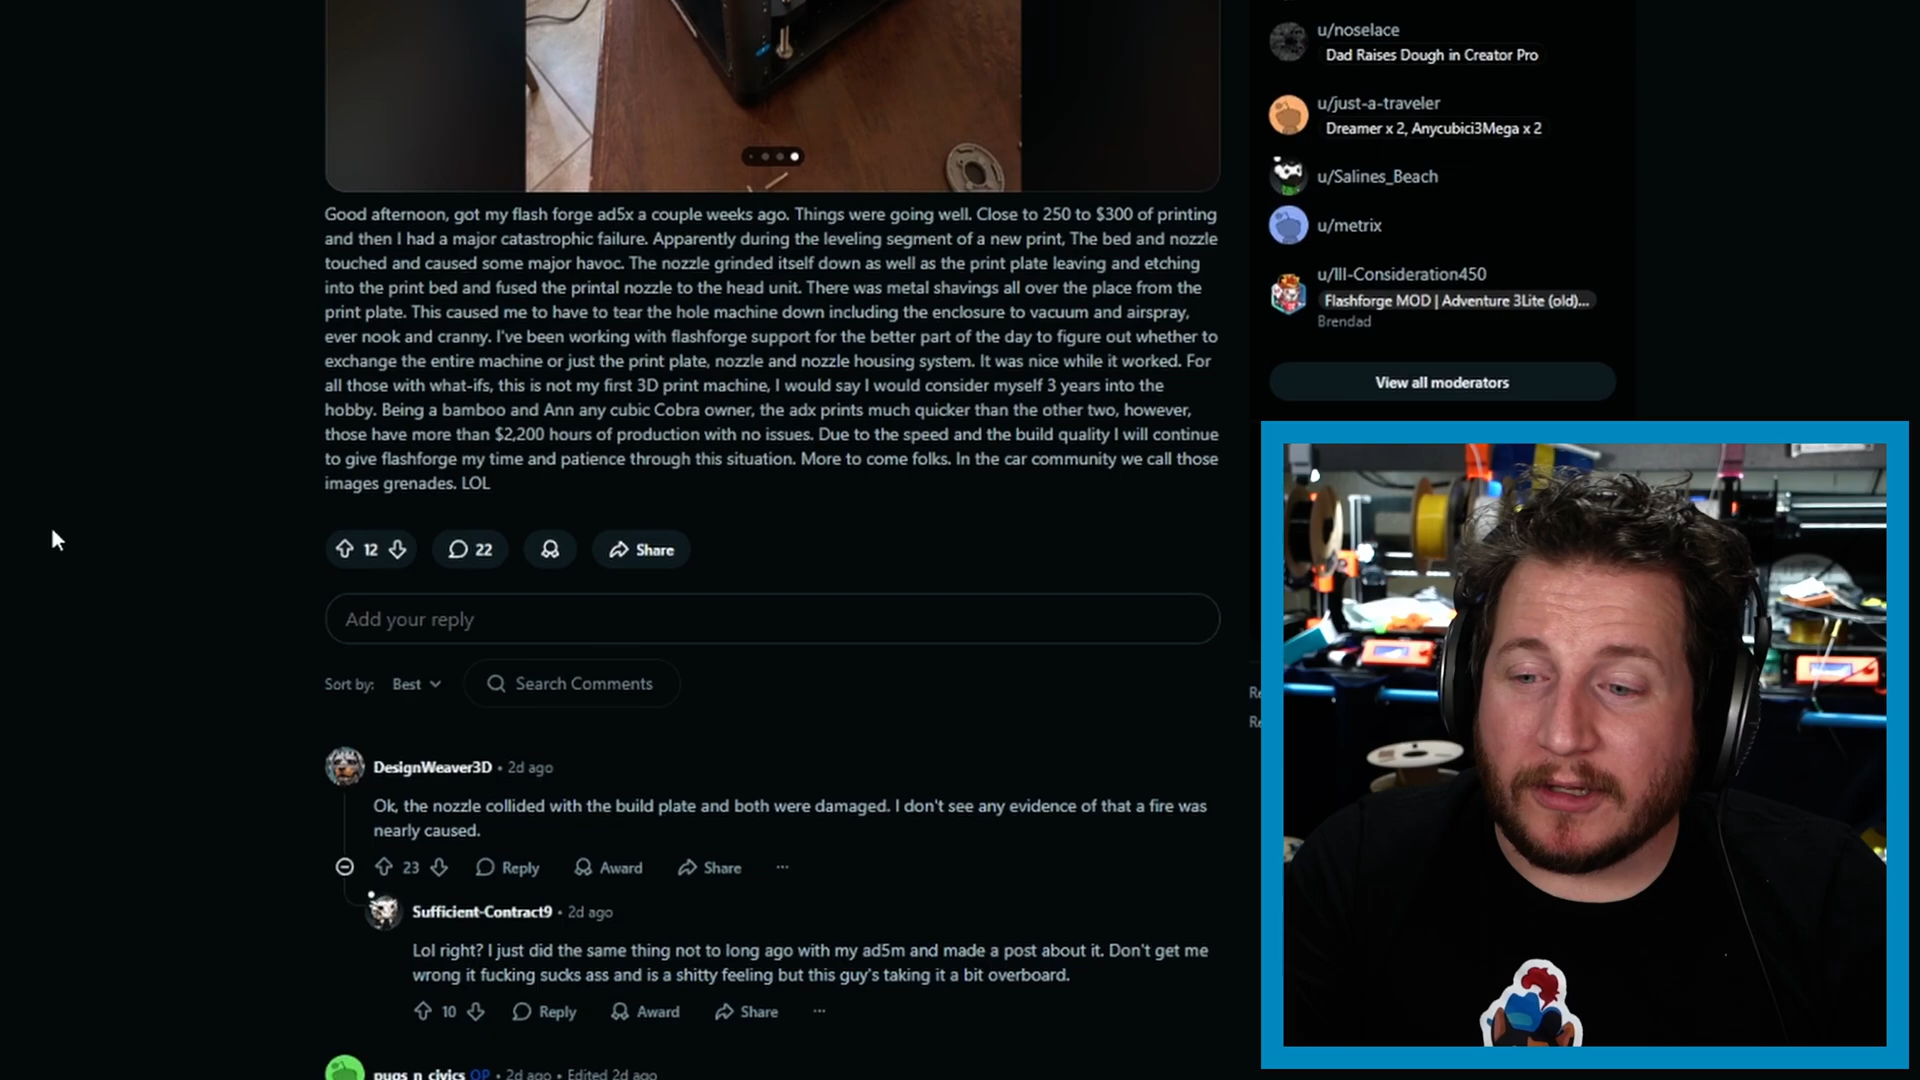 u/noselace
Dad Raises Dough in Creator Pro
u/just-a-traveler
Dreamer x 2, Anycubici3Mega x 2
u/Salines_Beach
u/metrix
u/Ill-Consideration450
Flashforge MOD | Adventure 3Lite (old)...
Brendad
View all moderators
Good afternoon, got my flash forge ad5x a couple weeks ago. Things were going well. Close to 250 to $300 of printing
and then I had a major catastrophic failure. Apparently during the leveling segment of a new print, The bed and nozzle
touched and caused some major havoc. The nozzle grinded itself down as well as the print plate leaving and etching
into the print bed and fused the printal nozzle to the head unit. There was metal shavings all over the place from the
print plate. This caused me to have to tear the hole machine down including the enclosure to vacuum and airspray,
ever nook and cranny. I've been working with flashforge support for the better part of the day to figure out whether to
exchange the entire machine or just the print plate, nozzle and nozzle housing system. It was nice while it worked. For
all those with what-ifs, this is not my first 3D print machine, I would say I would consider myself 3 years into the
hobby. Being a bamboo and Ann any cubic Cobra owner, the adx prints much quicker than the other two, however,
those have more than $2,200 hours of production with no issues. Due to the speed and the build quality I will continue
to give flashforge my time and patience through this situation. More to come folks. In the car community we call those
images grenades. LOL
12
22
Share
Add your reply
Sort by: Best
Search Comments
Re
Re
DesignWeaver3D • 2d ago
Ok, the nozzle collided with the build plate and both were damaged. I don't see any evidence of that a fire was
nearly caused.
23 Reply Award Share ...
Sufficient-Contract9 • 2d ago
Lol right? I just did the same thing not to long ago with my ad5m and made a post about it. Don't get me
wrong it fucking sucks ass and is a shitty feeling but this guy's taking it a bit overboard.
10 Reply Award Share ...
pugs_n_civics OP • 2d ago • Edited 2d ago